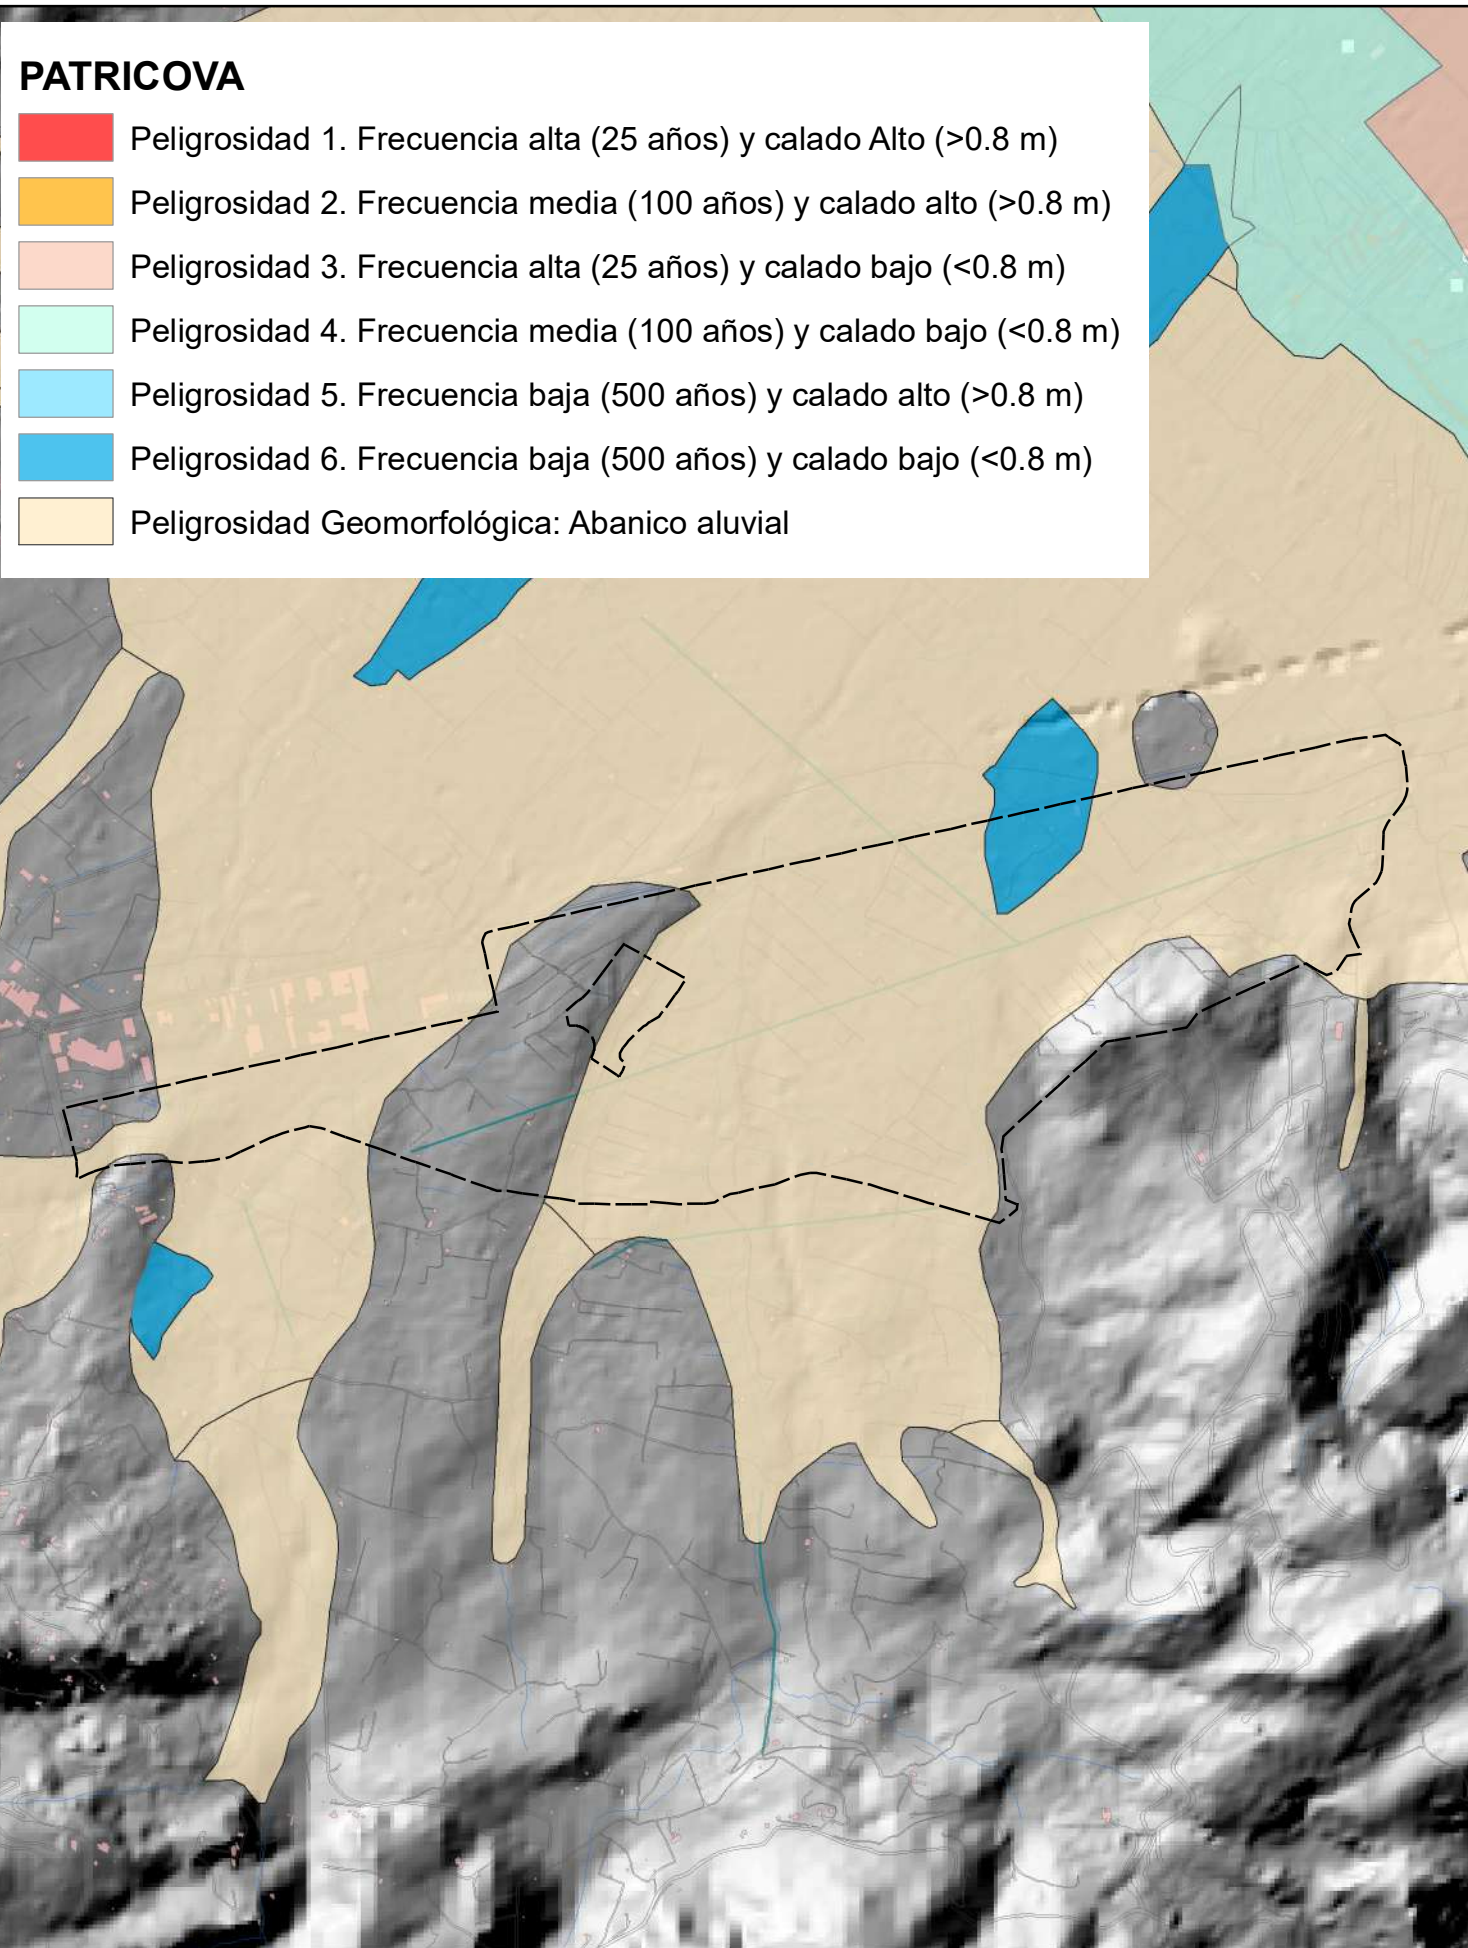 PATRICOVA
Peligrosidad 1. Frecuencia alta (25 años) y calado Alto (>0.8 m)
Peligrosidad 2. Frecuencia media (100 años) y calado alto (>0.8 m)
Peligrosidad 3. Frecuencia alta (25 años) y calado bajo (<0.8 m)
Peligrosidad 4. Frecuencia media (100 años) y calado bajo (<0.8 m)
Peligrosidad 5. Frecuencia baja (500 años) y calado alto (>0.8 m)
Peligrosidad 6. Frecuencia baja (500 años) y calado bajo (<0.8 m)
Peligrosidad Geomorfológica: Abanico aluvial